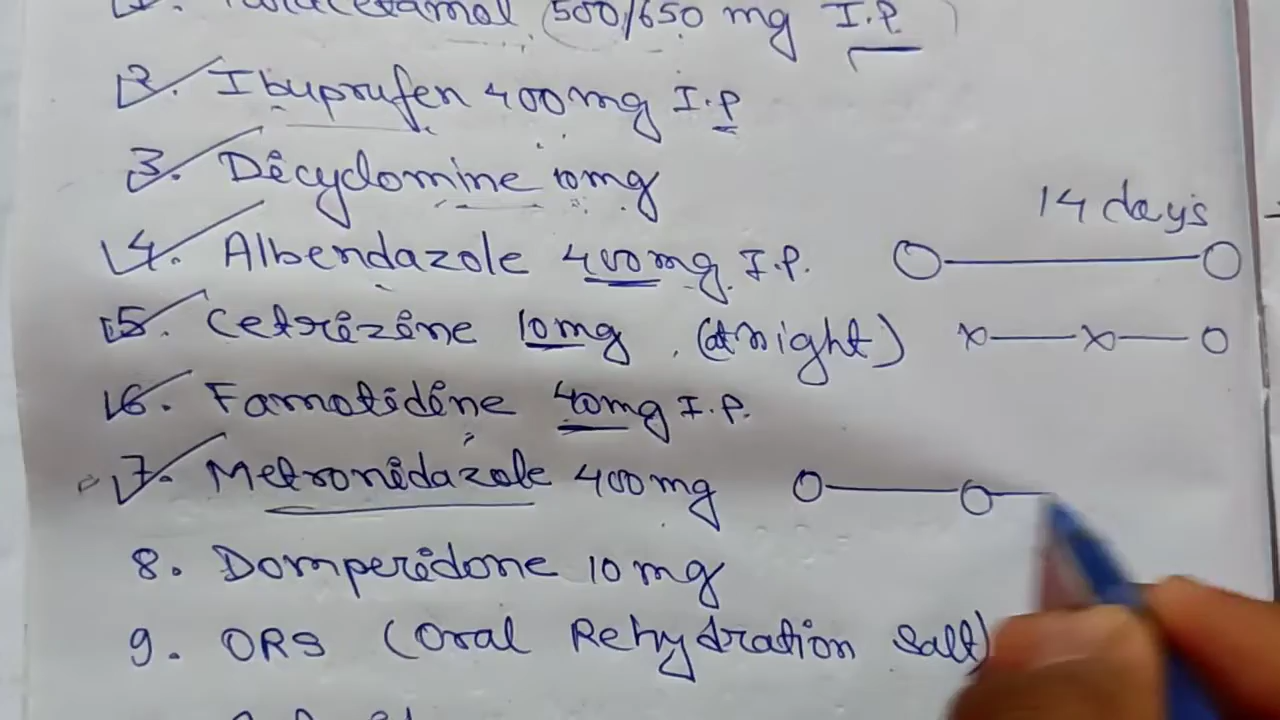 1. Paracetamol (500/650 mg I.P)
2. Ibuprufen 400mg I.P
3. Dicyclomine 10mg
14 days
4. Albendazole 400mg I.P.
5. Cetrizine 10mg (at night) x — x — O
6. Famotidine 40mg I.P.
7. Metronidazole 400mg
8. Domperidone 10mg
9. ORS (Oral Rehydration Salt)